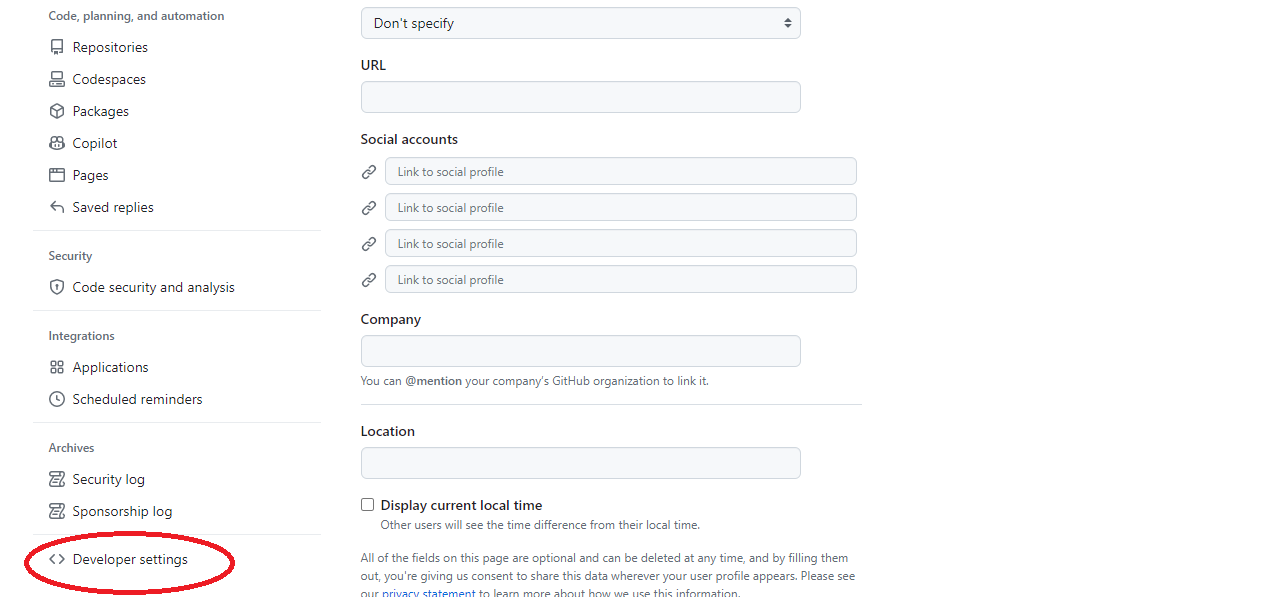 Code, planning, and automation
Repositories
Codespaces
Packages
Copilot
Pages
Saved replies
Security
Code security and analysis
Integrations
Applications
Scheduled reminders
Archives
Security log
Sponsorship log
Developer settings
Don't specify
URL
Social accounts
Link to social profile
Link to social profile
Link to social profile
Link to social profile
Company
You can @mention your company's GitHub organization to link it.
Location
Display current local time
Other users will see the time difference from their local time.
All of the fields on this page are optional and can be deleted at any time, and by filling them
out, you're giving us consent to share this data wherever your user profile appears. Please see
our privacy statement to learn more about how we use this information.